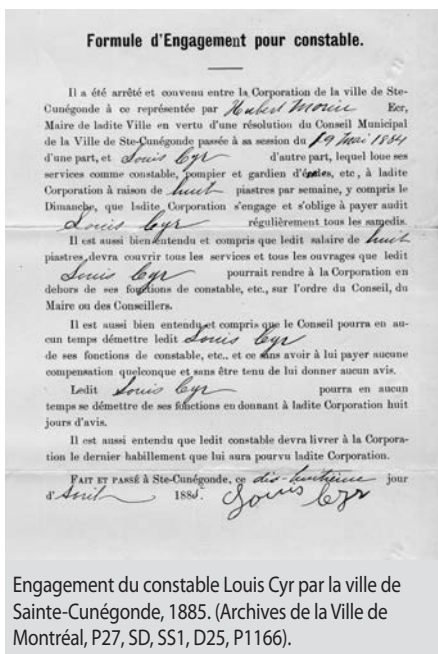 Formule d'Engagement pour constable.
Il a été arrêté et convenu entre la Corporation de la ville de Ste-
Cunégonde à ce représentée par Hubert Morin Ecr,
Maire de ladite Ville en vertu d'une résolution du Conseil Municipal
de la Ville de Ste-Cunégonde passée à sa session du 19 Mai 1884
d'une part, et Louis Cyr d'autre part, lequel loue ses
services comme constable, pompier et gardien d'écoles, etc, à ladite
Corporation à raison de huit piastres par semaine, y compris le
Dimanche, que ladite Corporation s'engage et s'oblige à payer audit
Louis Cyr régulièrement tous les samedis.
Il est aussi bien entendu et compris que ledit salaire de huit
piastres devra couvrir tous les services et tous les ouvrages que ledit
Louis Cyr pourrait rendre à la Corporation en
dehors de ses fonctions de constable, etc., sur l'ordre du Conseil, du
Maire ou des Conseillers.
Il est aussi bien entendu et compris que le Conseil pourra en au-
cun temps démettre ledit Louis Cyr
de ses fonctions de constable, etc., et ce sans avoir à lui payer aucune
compensation quelconque et sans être tenu de lui donner aucun avis.
Ledit Louis Cyr pourra en aucun
temps se démettre de ses fonctions en donnant à ladite Corporation huit
jours d'avis.
Il est aussi entendu que ledit constable devra livrer à la Corpora-
tion le dernier habillement que lui aura pourvu ladite Corporation.
FAIT ET PASSÉ à Ste-Cunégonde, ce dix-huitième jour
d'Avril 1885. Louis Cyr
Engagement du constable Louis Cyr par la ville de
Sainte-Cunégonde, 1885. (Archives de la Ville de
Montréal, P27, SD, SS1, D25, P1166).